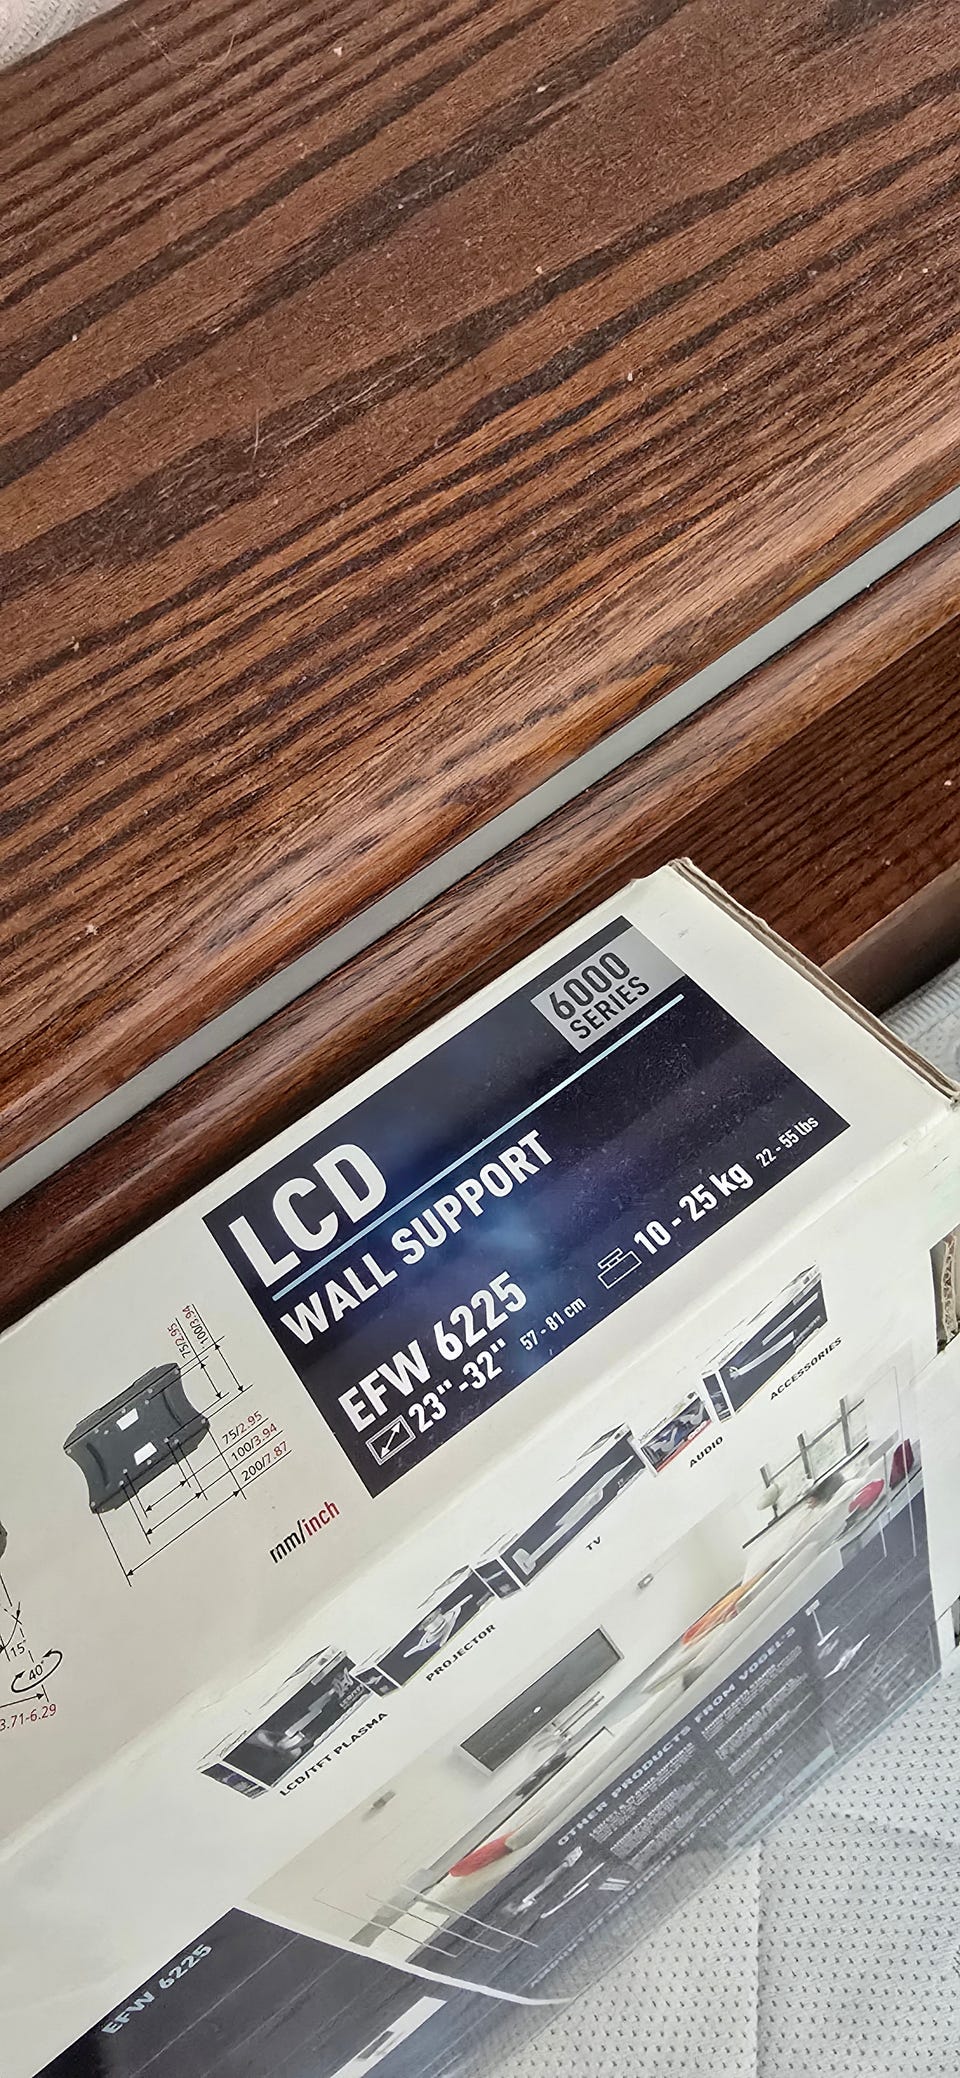 6000
SERIES
LCD
WALL SUPPORT
EFW 6225
23"-32" 57 - 81 cm
10 - 25 kg 22 - 55 lbs
75/2.95
100/3.94
75/2.95
100/3.94
200/7.87
mm/inch
15°
40°
3.71-6.29
ACCESSORIES
AUDIO
TV
PROJECTOR
LCD/TFT PLASMA
OTHER PRODUCTS FROM VOGEL'S
EFW 6225